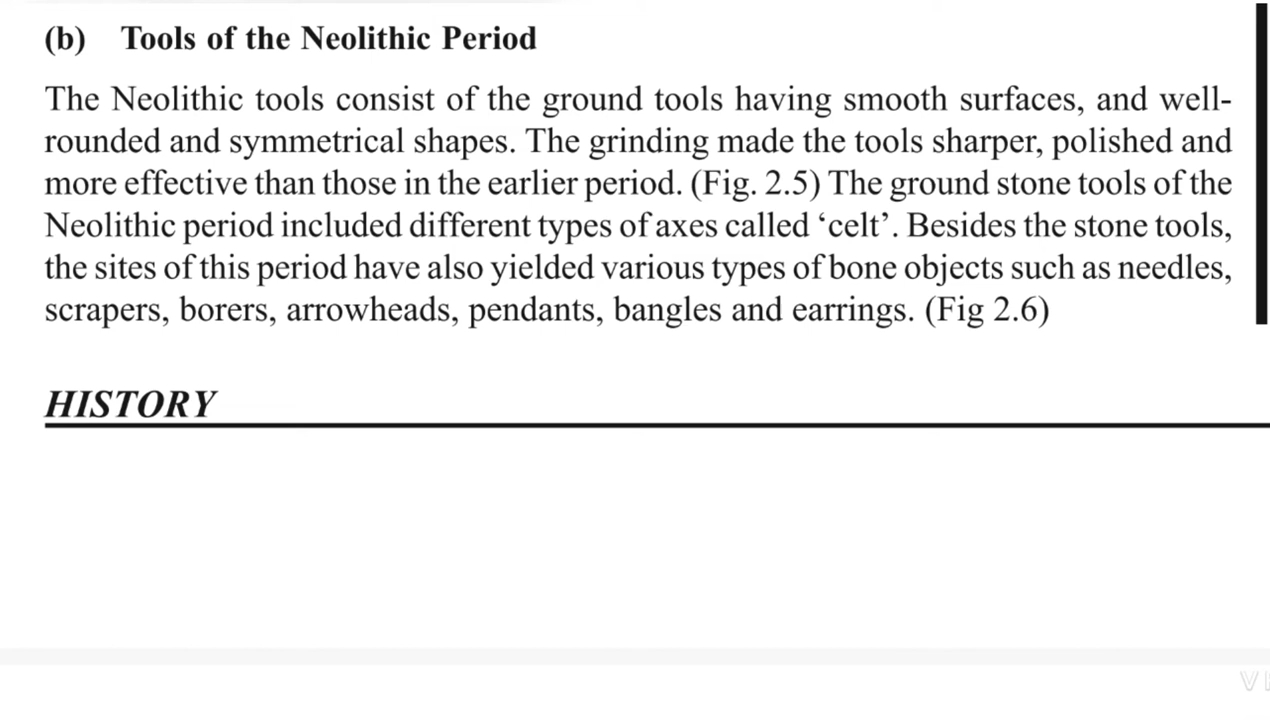 (b) Tools of the Neolithic Period
The Neolithic tools consist of the ground tools having smooth surfaces, and well-
rounded and symmetrical shapes. The grinding made the tools sharper, polished and
more effective than those in the earlier period. (Fig. 2.5) The ground stone tools of the
Neolithic period included different types of axes called ‘celt’. Besides the stone tools,
the sites of this period have also yielded various types of bone objects such as needles,
scrapers, borers, arrowheads, pendants, bangles and earrings. (Fig 2.6)
HISTORY